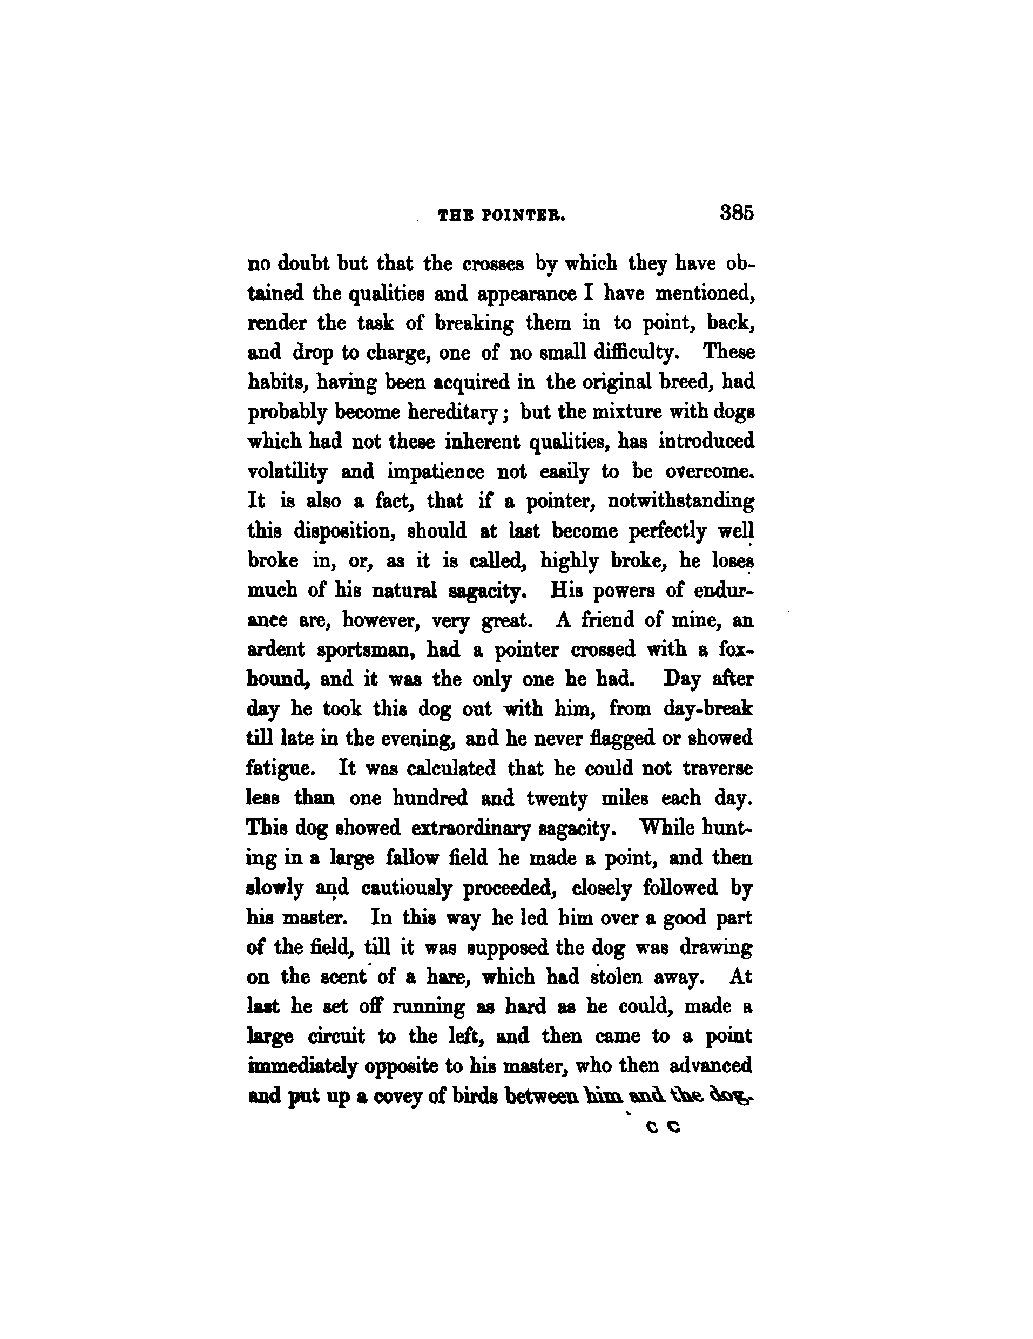 THE POINTER. 385
no doubt but that the crosses by which they have ob-
tained the qualities and appearance I have mentioned,
render the task of breaking them in to point, back,
and drop to charge, one of no small difficulty. These
habits, having been acquired in the original breed, had
probably become hereditary; but the mixture with dogs
which had not these inherent qualities, has introduced
volatility and impatience not easily to be overcome.
It is also a fact, that if a pointer, notwithstanding
this disposition, should at last become perfectly well
broke in, or, as it is called, highly broke, he loses
much of his natural sagacity. His powers of endur-
ance are, however, very great. A friend of mine, an
ardent sportsman, had a pointer crossed with a fox-
hound, and it was the only one he had. Day after
day he took this dog out with him, from day-break
till late in the evening, and he never flagged or showed
fatigue. It was calculated that he could not traverse
less than one hundred and twenty miles each day.
This dog showed extraordinary sagacity. While hunt-
ing in a large fallow field he made a point, and then
slowly and cautiously proceeded, closely followed by
his master. In this way he led him over a good part
of the field, till it was supposed the dog was drawing
on the scent of a hare, which had stolen away. At
last he set off running as hard as he could, made a
large circuit to the left, and then came to a point
immediately opposite to his master, who then advanced
and put up a covey of birds between him and the dog.
C C